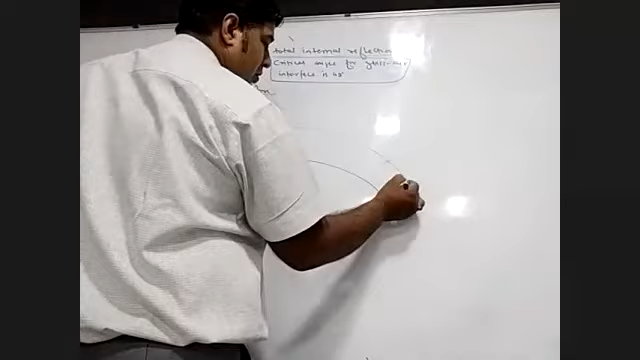 total internal reflection
critical angle for glass-air
interface is 42°